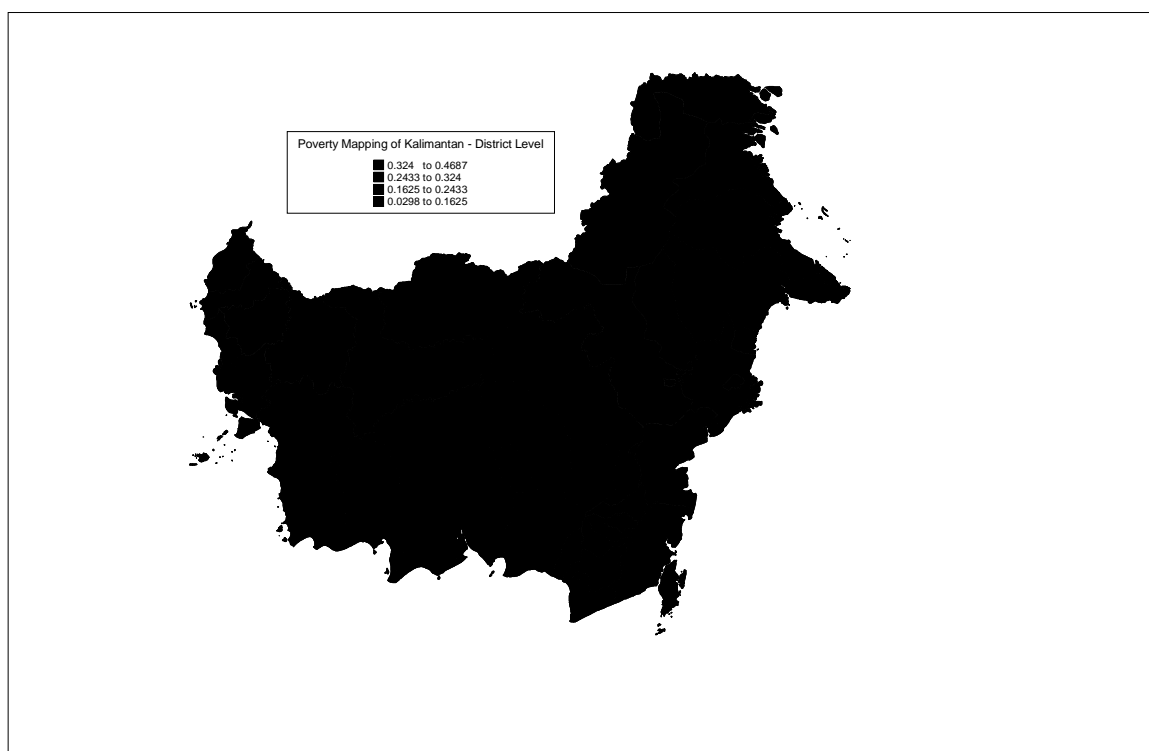 Poverty Mapping of Kalimantan - District Level
0.324 to 0.4687
0.2433 to 0.324
0.1625 to 0.2433
0.0298 to 0.1625